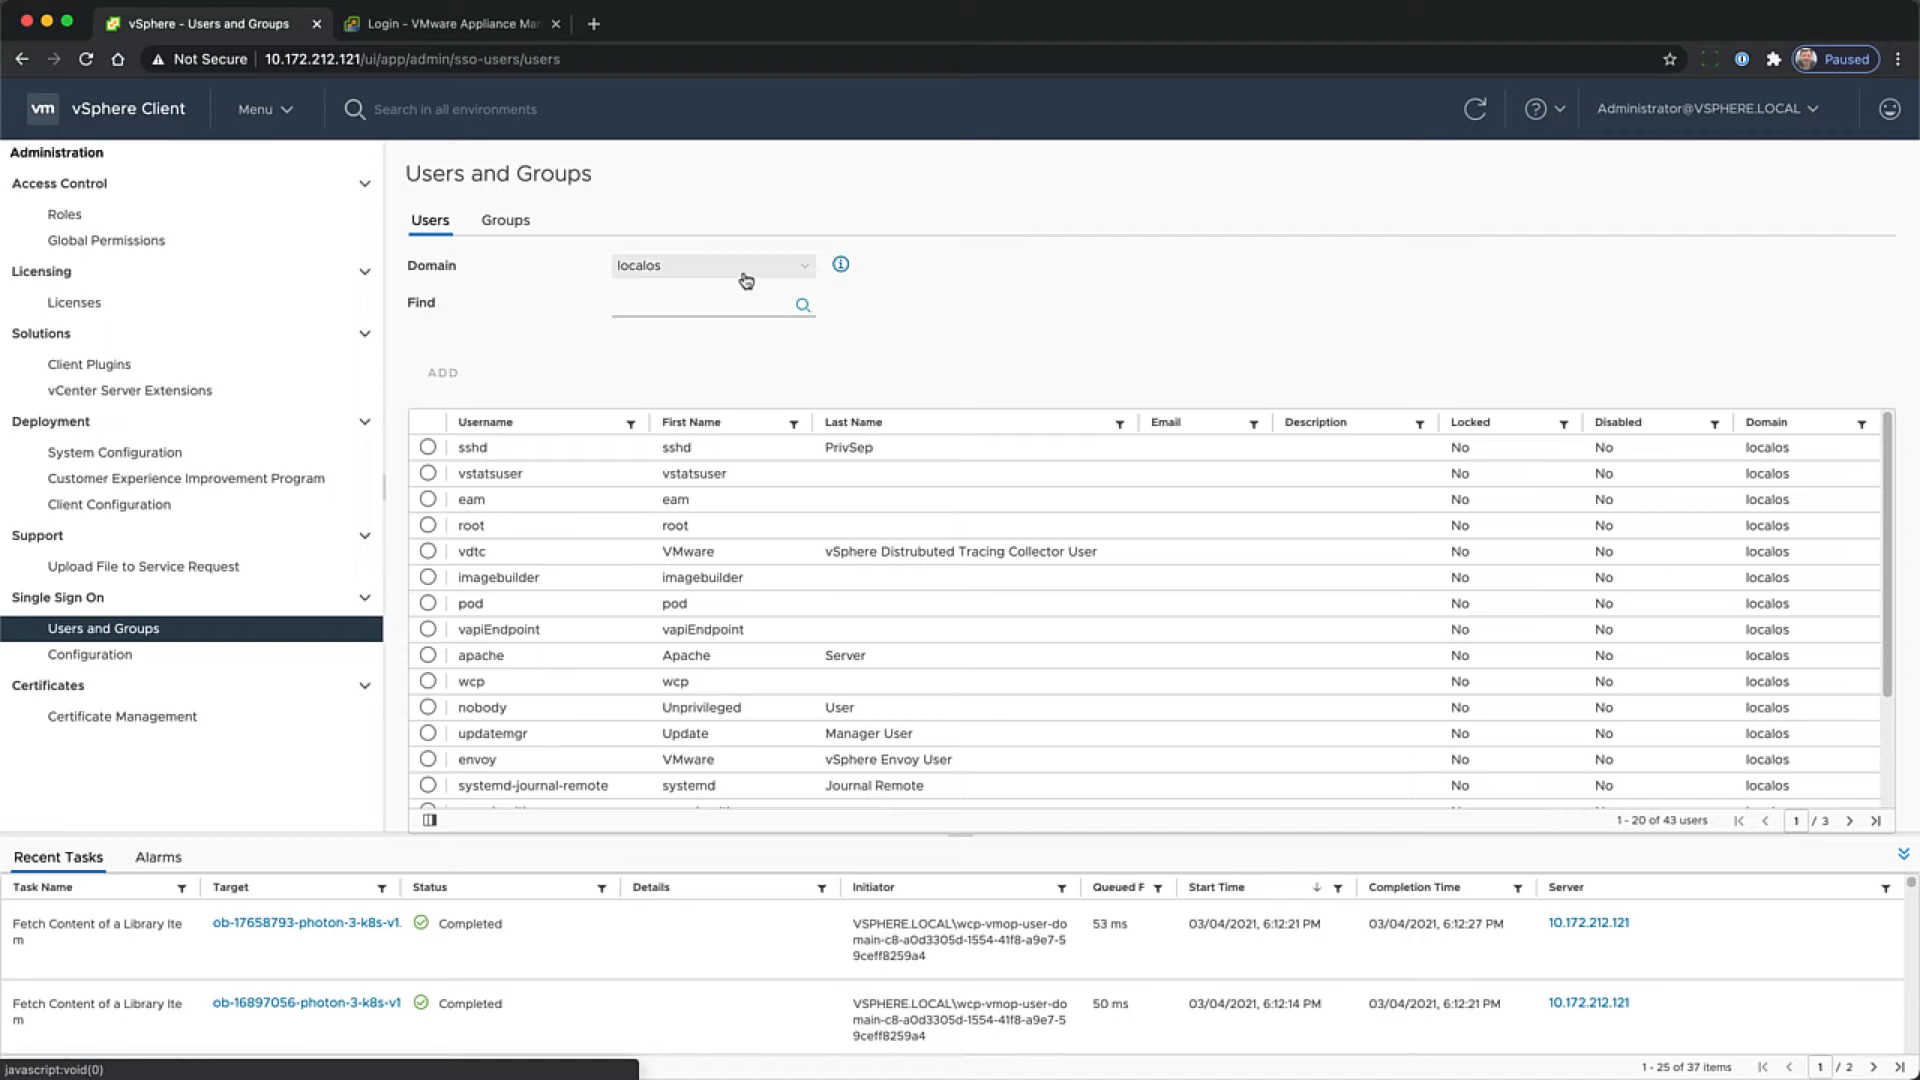 vSphere - Users and Groups
Login - VMware Appliance Mar
Not Secure
10.172.212.121/ui/app/admin/sso-users/users
Paused
vm
vSphere Client
Menu
Search in all environments
Administrator@VSPHERE.LOCAL
Administration
Access Control
Roles
Global Permissions
Licensing
Licenses
Solutions
Client Plugins
vCenter Server Extensions
Deployment
System Configuration
Customer Experience Improvement Program
Client Configuration
Support
Upload File to Service Request
Single Sign On
Users and Groups
Configuration
Certificates
Certificate Management
Users and Groups
Users Groups
Domain localos
Find
ADD
Username First Name Last Name Email Description Locked Disabled Domain
sshd sshd PrivSep No No localos
vstatsuser vstatsuser No No localos
eam eam No No localos
root root No No localos
vdtc VMware vSphere Distrubuted Tracing Collector User No No localos
imagebuilder imagebuilder No No localos
pod pod No No localos
vapiEndpoint vapiEndpoint No No localos
apache Apache Server No No localos
wcp wcp No No localos
nobody Unprivileged User No No localos
updatemgr Update Manager User No No localos
envoy VMware vSphere Envoy User No No localos
systemd-journal-remote systemd Journal Remote No No localos
1 - 20 of 43 users 1 / 3
Recent Tasks Alarms
Task Name Target Status Details Initiator Queued F Start Time Completion Time Server
Fetch Content of a Library Ite ob-17658793-photon-3-k8s-v1. Completed VSPHERE.LOCAL\wcp-vmop-user-do 53 ms 03/04/2021, 6:12:21 PM 03/04/2021, 6:12:27 PM 10.172.212.121
m main-c8-a0d3305d-1554-41f8-a9e7-5
9ceff8259a4
Fetch Content of a Library Ite ob-16897056-photon-3-k8s-v1 Completed VSPHERE.LOCAL\wcp-vmop-user-do 50 ms 03/04/2021, 6:12:14 PM 03/04/2021, 6:12:21 PM 10.172.212.121
m main-c8-a0d3305d-1554-41f8-a9e7-5
9ceff8259a4
javascript:void(0)
1 - 25 of 37 items 1 / 2